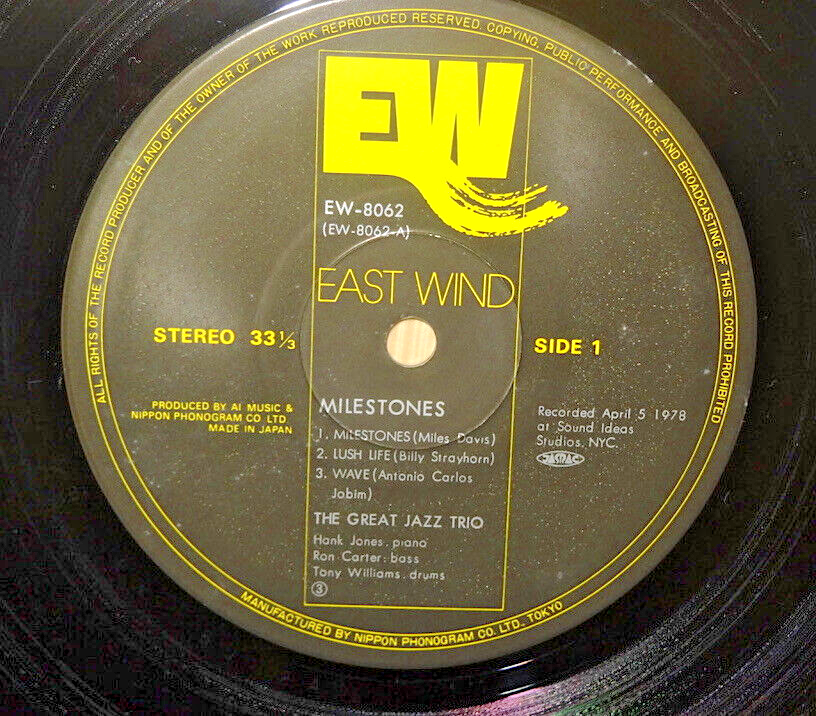 ALL RIGHTS OF THE RECORD PRODUCER AND OF THE OWNER OF THE WORK REPRODUCED RESERVED. COPYING, PUBLIC PERFORMANCE AND BROADCASTING OF THIS RECORD PROHIBITED
EW
EW-8062
(EW-8062-A)
EAST WIND
STEREO 33 1/3
SIDE 1
PRODUCED BY AI MUSIC &
NIPPON PHONOGRAM CO LTD.
MADE IN JAPAN
MILESTONES
1. MILESTONES (Miles Davis)
2. LUSH LIFE (Billy Strayhorn)
3. WAVE (Antonio Carlos
Jobim)
Recorded April 5 1978
at Sound Ideas
Studios, NYC.
JASRAC
THE GREAT JAZZ TRIO
Hank Jones. piano
Ron Carter: bass
Tony Williams. drums
③
MANUFACTURED BY NIPPON PHONOGRAM CO. LTD., TOKYO